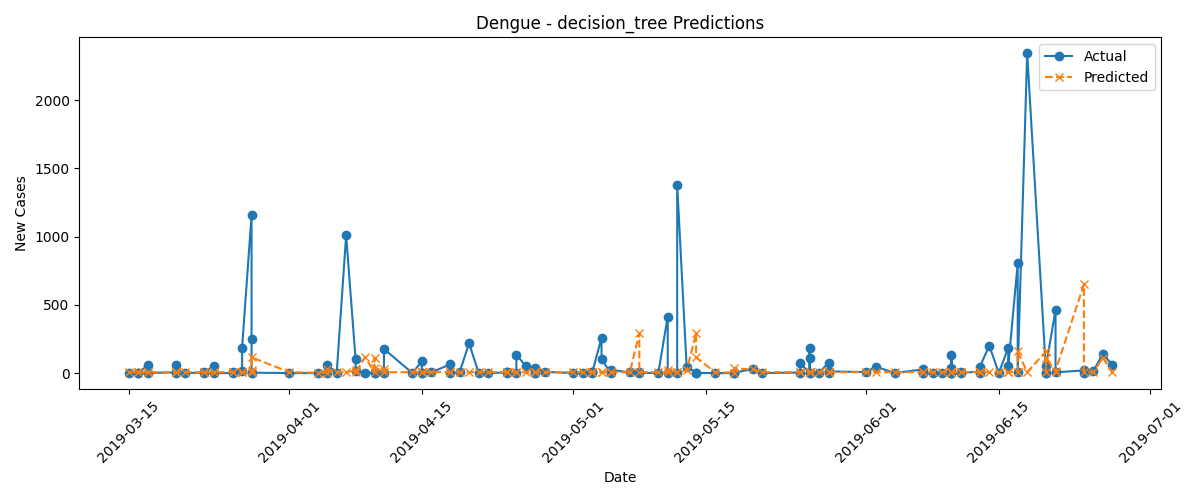 Dengue - decision_tree Predictions
Actual
Predicted
New Cases
2000
1500
1000
500
0
2019-03-15
2019-04-01
2019-04-15
2019-05-01
2019-05-15
2019-06-01
2019-06-15
2019-07-01
Date